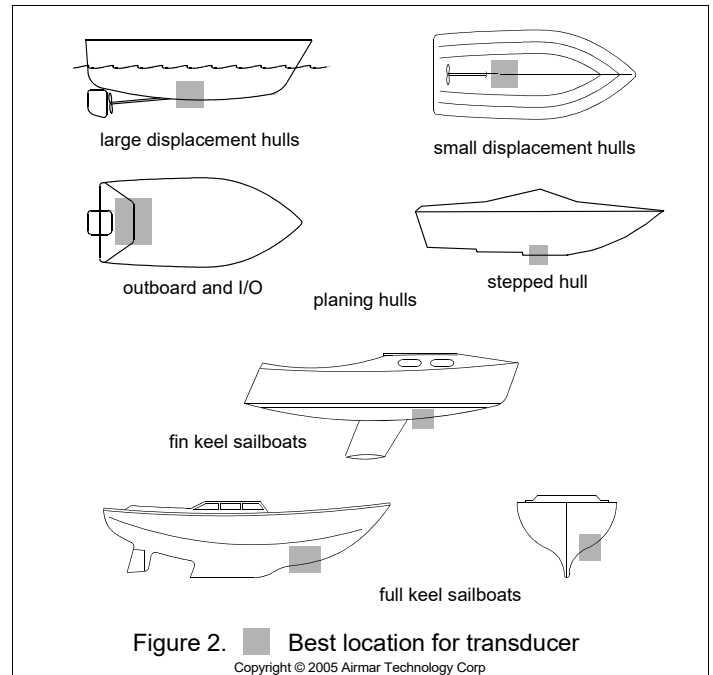 large displacement hulls
small displacement hulls
outboard and I/O
stepped hull
planing hulls
fin keel sailboats
full keel sailboats
Figure 2. Best location for transducer
Copyright © 2005 Airmar Technology Corp